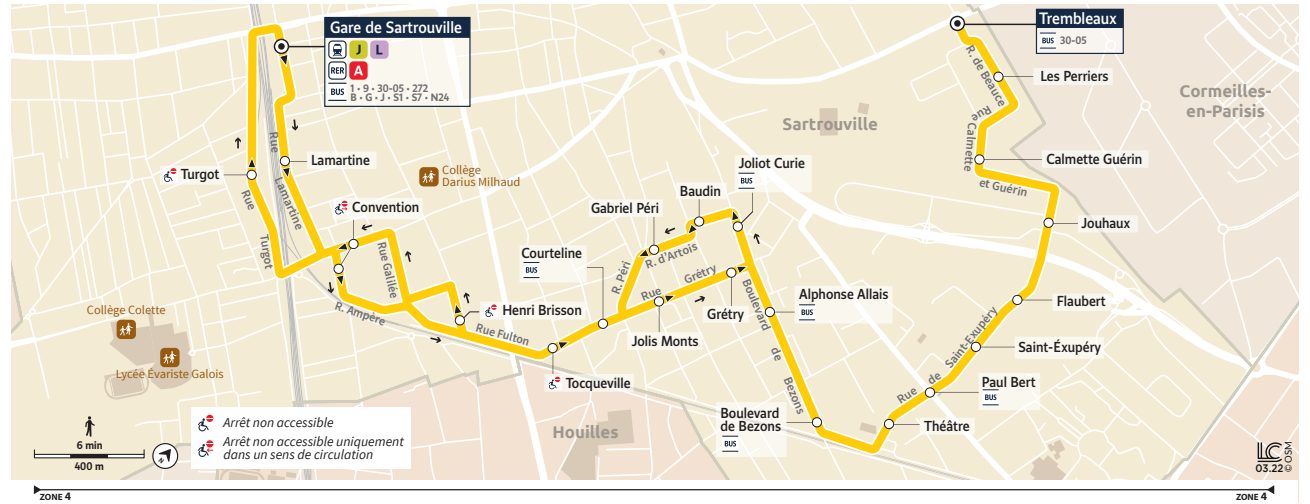 Gare de Sartrouville
J L
RER A
BUS 1 • 9 • 30-05 • 272
B • G • J • S1 • S7 • N24
Trembleaux
BUS 30-05
R. de Beauce
Les Perriers
Cormeilles-
en-Parisis
Rue
Calmette
et Guérin
Calmette Guérin
Sartrouville
Jouhaux
Rue
Lamartine
Lamartine
Turgot
Rue
Turgot
Collège
Darius Milhaud
Convention
Rue Galilée
R. Ampère
Henri Brisson
Rue Fulton
Tocqueville
Courteline
BUS
Gabriel Péri
Baudin
Joliot Curie
BUS
R. d'Artois
R. Péri
Rue
Grétry
Jolis Monts
Grétry
Alphonse Allais
BUS
Boulevard
de
Bezons
Flaubert
Saint-Éxupéry
Rue
de
Saint-Exupéry
Paul Bert
BUS
Théâtre
Boulevard
de Bezons
BUS
Houilles
Collège Colette
Lycée Évariste Galois
Arrêt non accessible
Arrêt non accessible uniquement
dans un sens de circulation
6 min
400 m
LC
03.22
© OSM
ZONE 4
ZONE 4